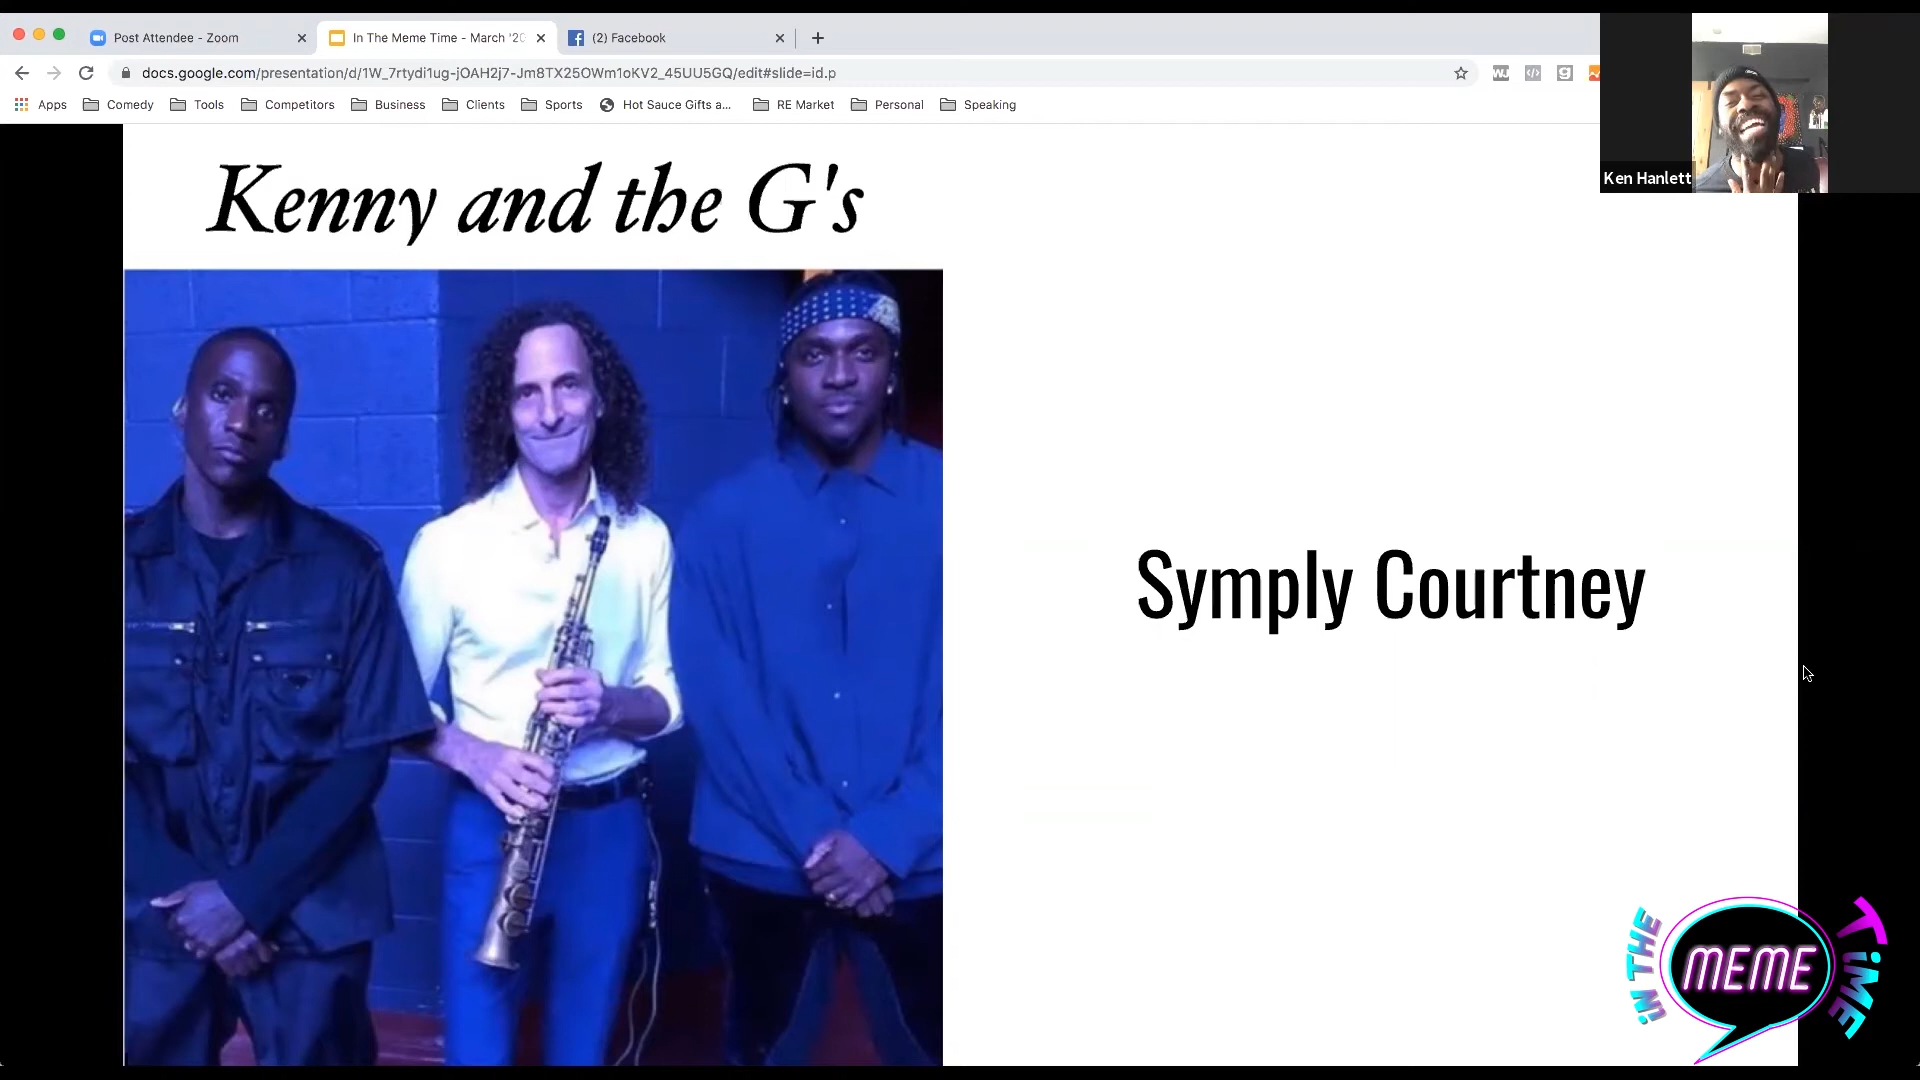 Post Attendee - Zoom
In The Meme Time - March '20
(2) Facebook
docs.google.com/presentation/d/1W_7rtydi1ug-jOAH2j7-Jm8TX25OWm1oKV2_45UU5GQ/edit#slide=id.p
Apps
Comedy
Tools
Competitors
Business
Clients
Sports
Hot Sauce Gifts a...
RE Market
Personal
Speaking
Ken Hanlett
Kenny and the G's
Symply Courtney
iN THE
MEME
TiME